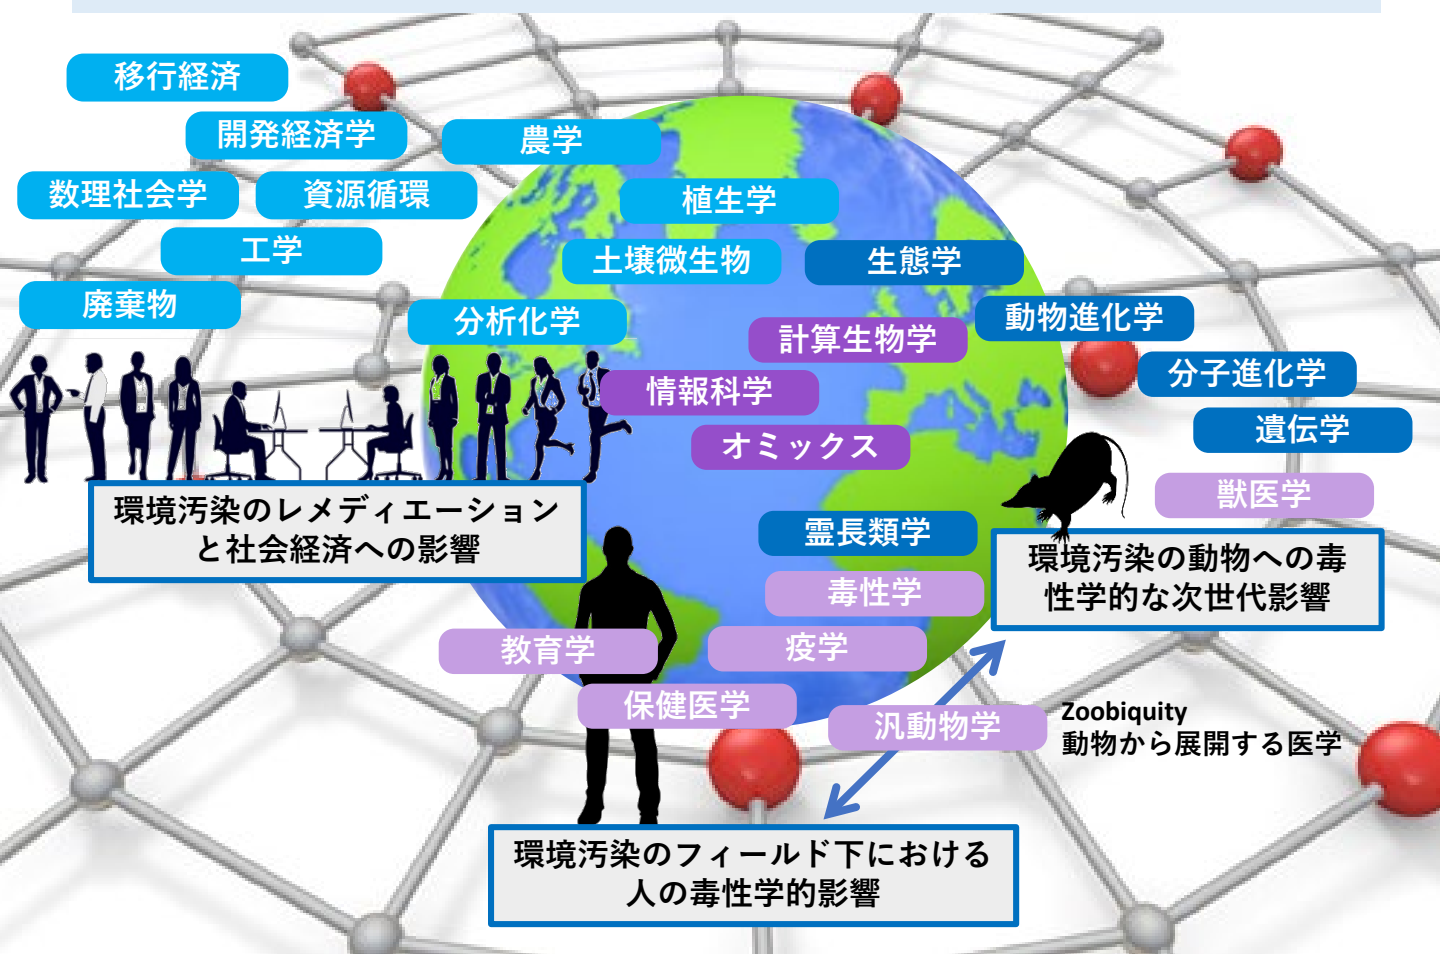 移行経済
開発経済学
農学
数理社会学
資源循環
植生学
工学
土壌微生物
生態学
廃棄物
分析化学
動物進化学
計算生物学
分子進化学
情報科学
遺伝学
オミックス
獣医学
環境汚染のレメディエーション
と社会経済への影響
霊長類学
環境汚染の動物への毒
性学的な次世代影響
毒性学
教育学
疫学
保健医学
汎動物学
Zoobiquity
動物から展開する医学
環境汚染のフィールド下における
人の毒性学的影響